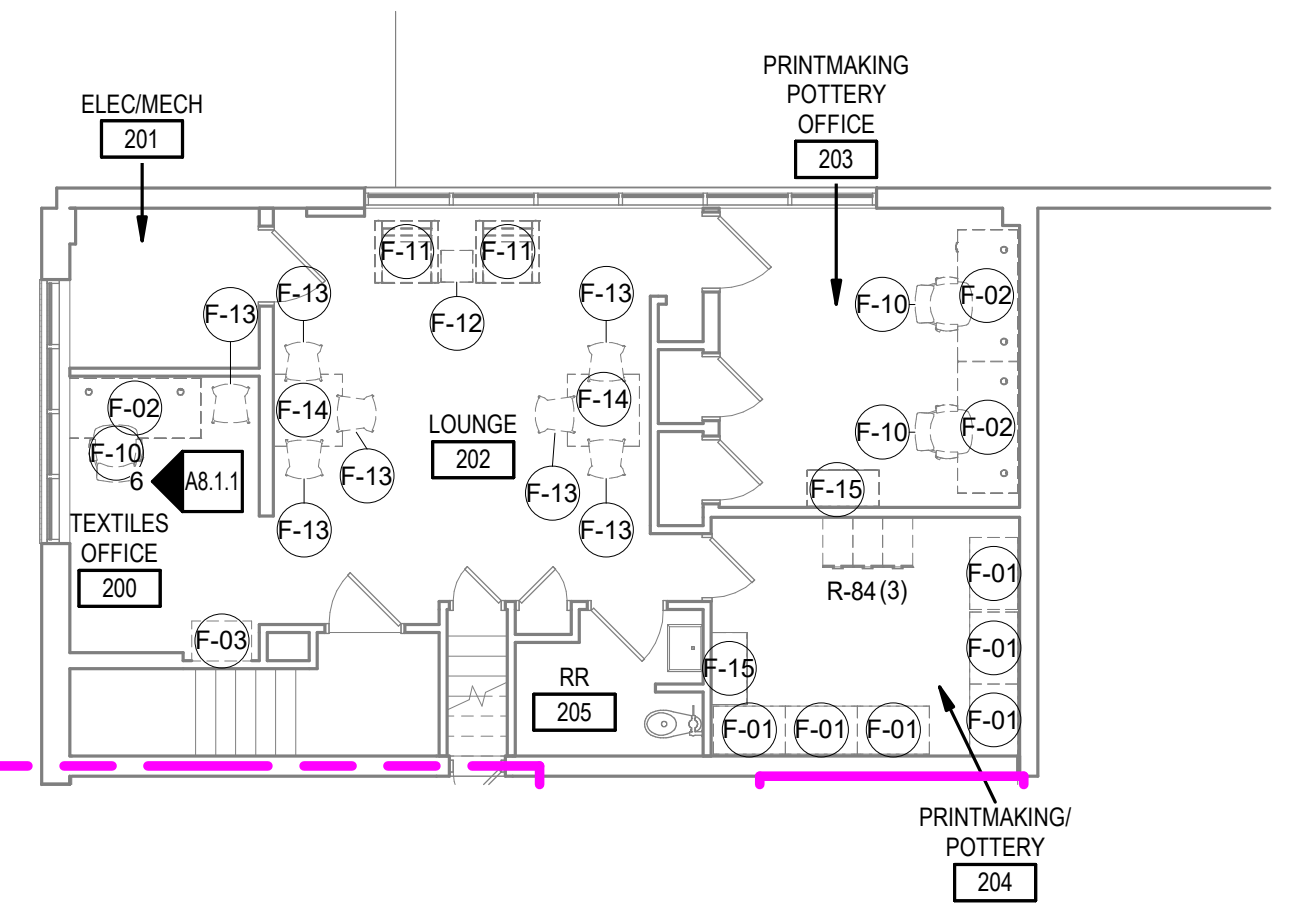 PRINTMAKING
POTTERY
OFFICE
203
ELEC/MECH
201
F-11
F-11
F-13
F-13
F-13
F-12
F-10
F-02
F-02
F-14
F-14
F-10
LOUNGE
202
F-10
F-02
F-13
F-13
6
A8.1.1
F-15
TEXTILES
OFFICE
200
F-13
F-13
F-01
R-84 (3)
F-03
F-15
F-01
RR
205
F-01
F-01
F-01
F-01
PRINTMAKING/
POTTERY
204